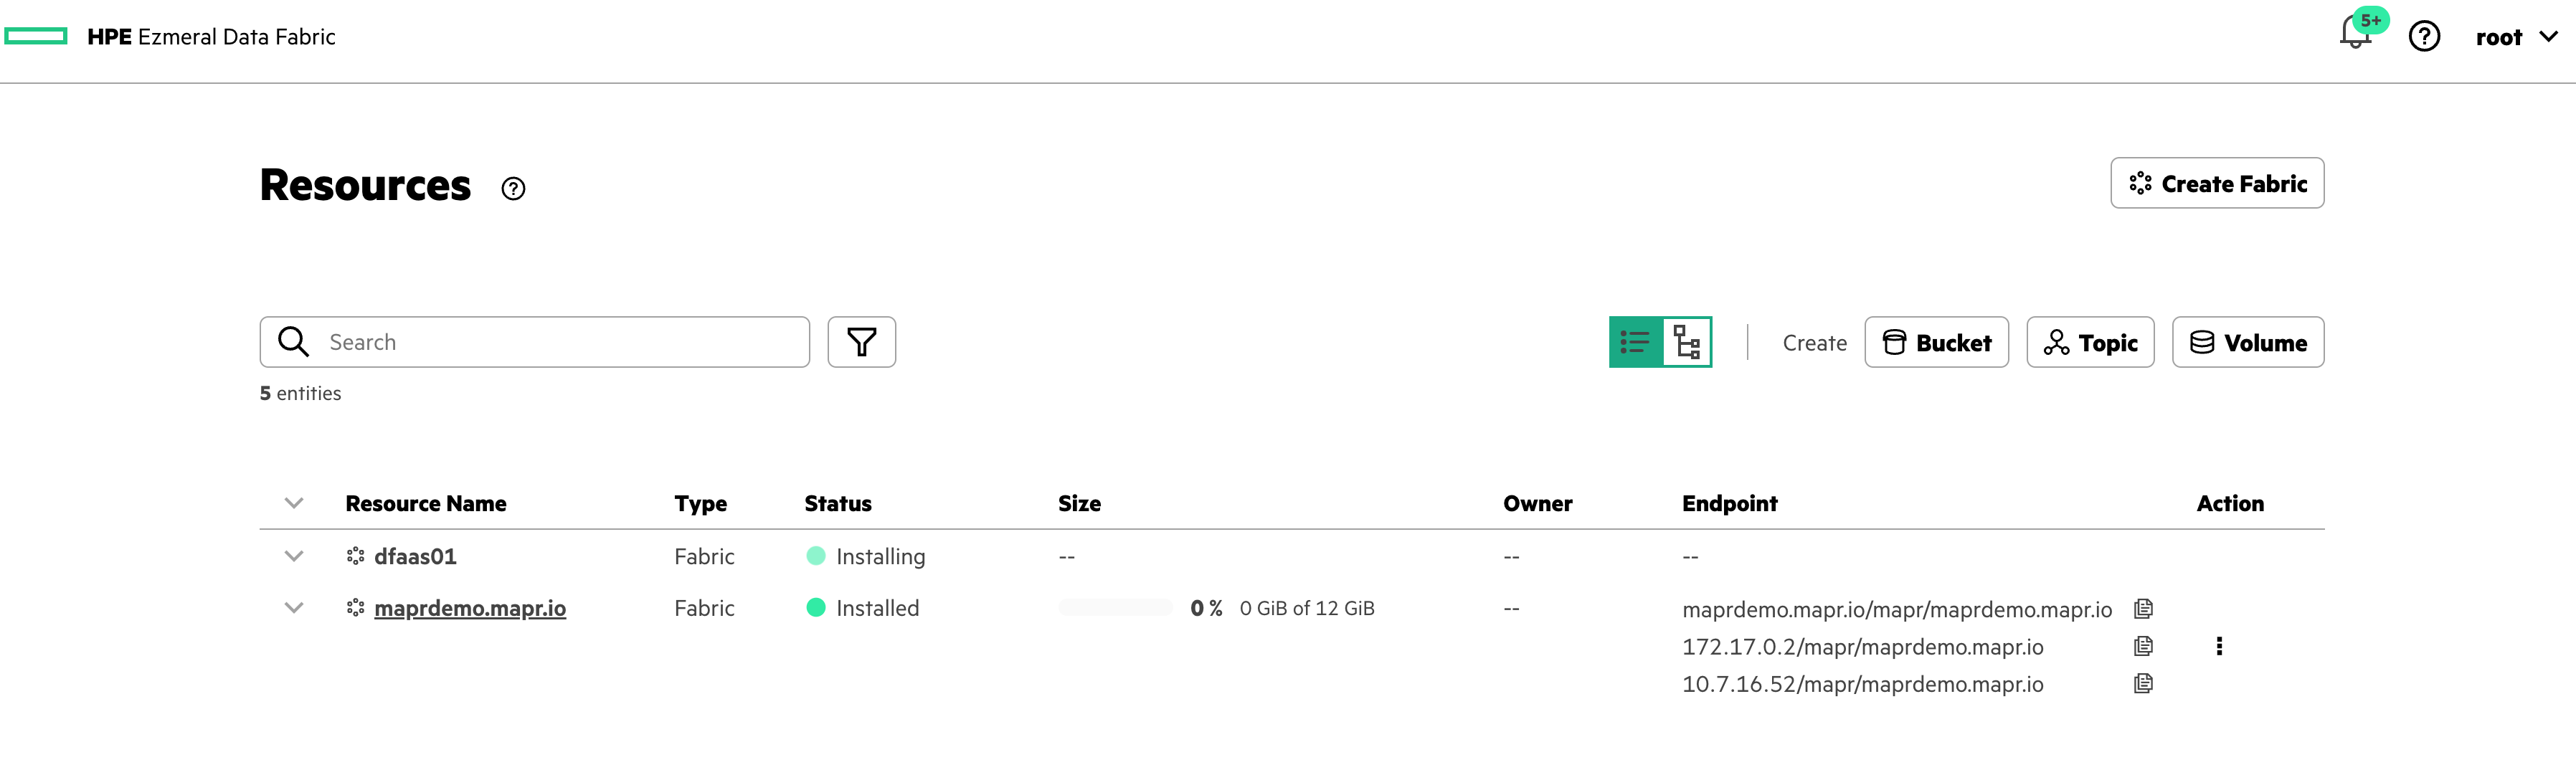 HPE Ezmeral Data Fabric
5+
root
Resources
Create Fabric
Search
Create
Bucket
Topic
Volume
5 entities
Resource Name Type Status Size Owner Endpoint Action
dfaas01 Fabric Installing -- -- --
maprdemo.mapr.io Fabric Installed 0 % 0 GiB of 12 GiB -- maprdemo.mapr.io/mapr/maprdemo.mapr.io
172.17.0.2/mapr/maprdemo.mapr.io
10.7.16.52/mapr/maprdemo.mapr.io